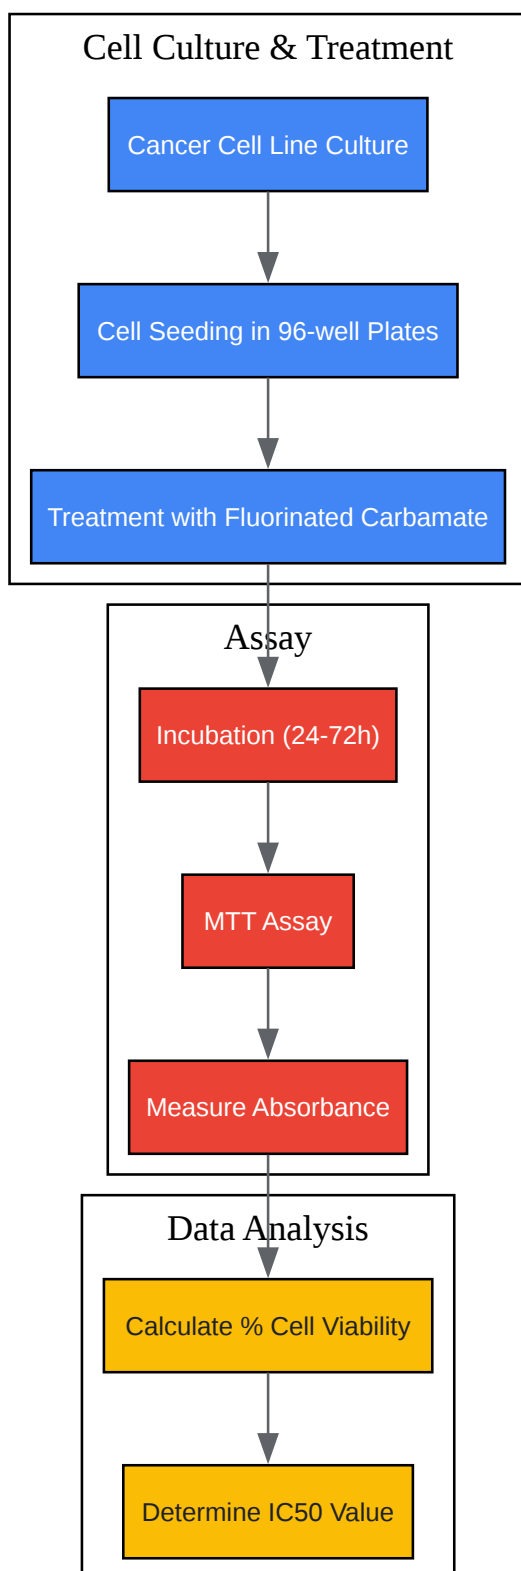 Cell Culture & Treatment
Cancer Cell Line Culture
Cell Seeding in 96-well Plates
Treatment with Fluorinated Carbamate
Assay
Incubation (24-72h)
MTT Assay
Measure Absorbance
Data Analysis
Calculate % Cell Viability
Determine IC50 Value